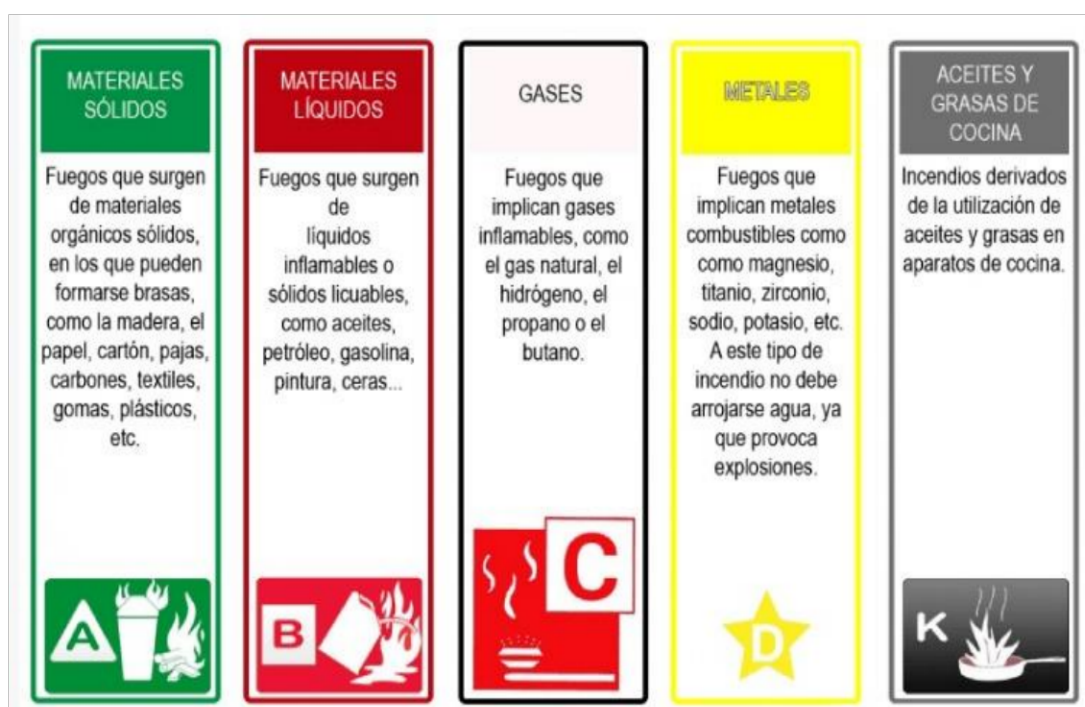 MATERIALES
SÓLIDOS
Fuegos que surgen
de materiales
orgánicos sólidos,
en los que pueden
formarse brasas,
como la madera, el
papel, cartón, pajas,
carbones, textiles,
gomas, plásticos,
etc.
A
MATERIALES
LÍQUIDOS
Fuegos que surgen
de
líquidos
inflamables o
sólidos licuables,
como aceites,
petróleo, gasolina,
pintura, ceras...
B
GASES
Fuegos que
implican gases
inflamables, como
el gas natural, el
hidrógeno, el
propano o el
butano.
C
METALES
Fuegos que
implican metales
combustibles como
como magnesio,
titanio, zirconio,
sodio, potasio, etc.
A este tipo de
incendio no debe
arrojarse agua, ya
que provoca
explosiones.
D
ACEITES Y
GRASAS DE
COCINA
Incendios derivados
de la utilización de
aceites y grasas en
aparatos de cocina.
K